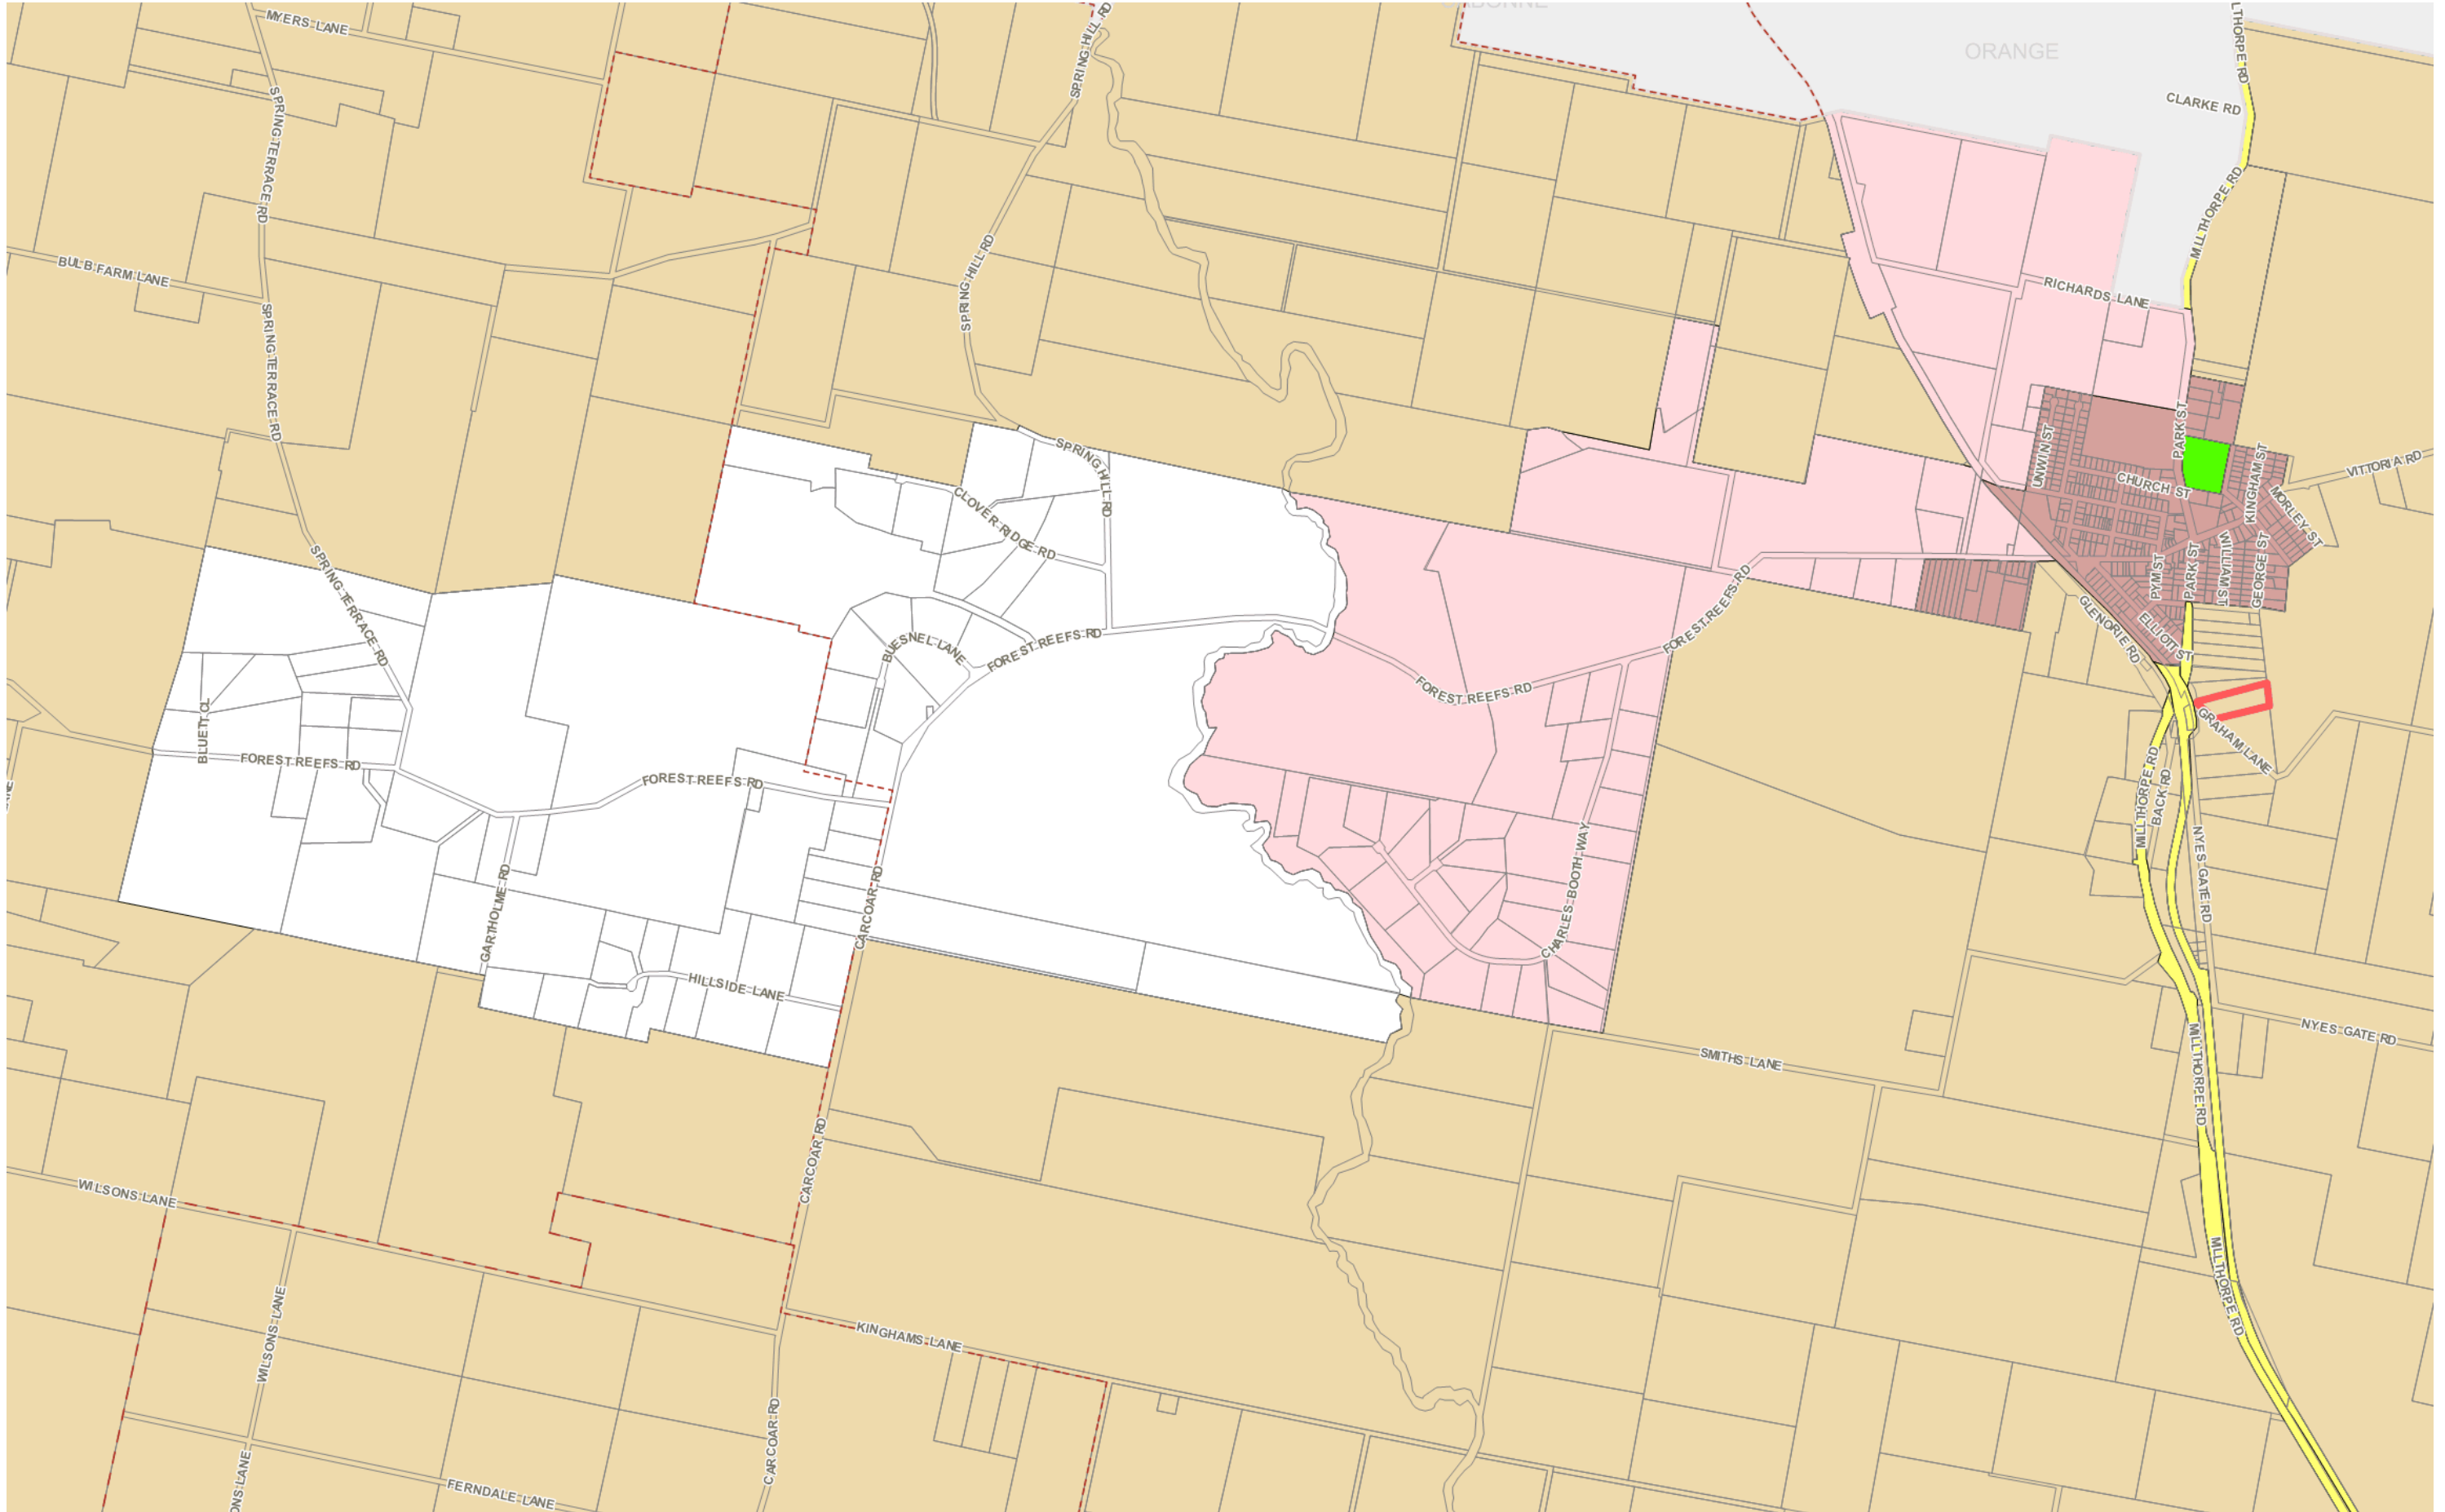 MYERS LANE
SPRING HILL RD
ORANGE
CLARKE RD
SPRING TERRACE RD
MILLTHORPE RD
BULB FARM LANE
SPRING HILL RD
RICHARDS LANE
SPRING TERRACE RD
PARK ST
UNWIN ST
CHURCH ST
KINGHAM ST
MORLEY ST
VITTORIA RD
SPRING HILL RD
CLOVER RIDGE RD
SPRING TERRACE RD
BUESNEL LANE
FOREST REEFS RD
FOREST REEFS RD
FOREST REEFS RD
PYM ST
PARK ST
WILLIAM ST
GEORGE ST
GLENORIE RD
ELLIOTT ST
BLUETT CL
FOREST REEFS RD
FOREST REEFS RD
GRAHAM LANE
MILLTHORPE RD
BACK RD
NYES GATE RD
CHARLES BOOTH WAY
GARTHOLME RD
CARCOAR RD
HILLSIDE LANE
NYES GATE RD
SMITHS LANE
MILLTHORPE RD
CARCOAR RD
WILSONS LANE
MILLTHORPE RD
WILSONS LANE
KINGHAMS LANE
CARCOAR RD
FERNDALE LANE